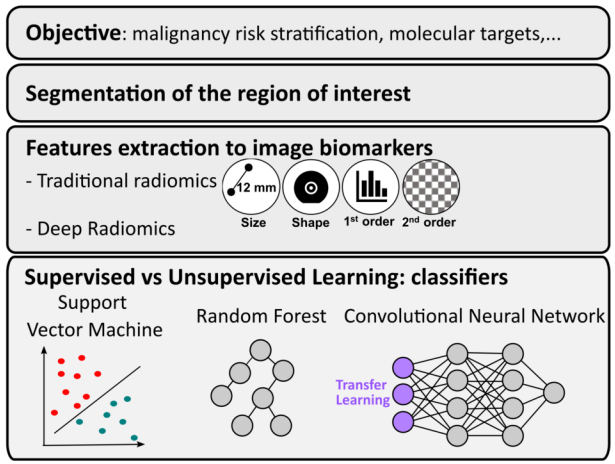 Objective: malignancy risk stratification, molecular targets,...
Segmentation of the region of interest
Features extraction to image biomarkers
- Traditional radiomics
12 mm
Size
Shape
1st order
2nd order
- Deep Radiomics
Supervised vs Unsupervised Learning: classifiers
Support
Vector Machine
Random Forest
Convolutional Neural Network
Transfer
Learning